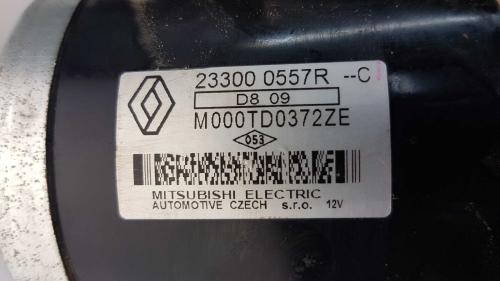 23300 0557R --C
D8 09
M000TD0372ZE
053
MITSUBISHI ELECTRIC
AUTOMOTIVE CZECH s.r.o. 12V